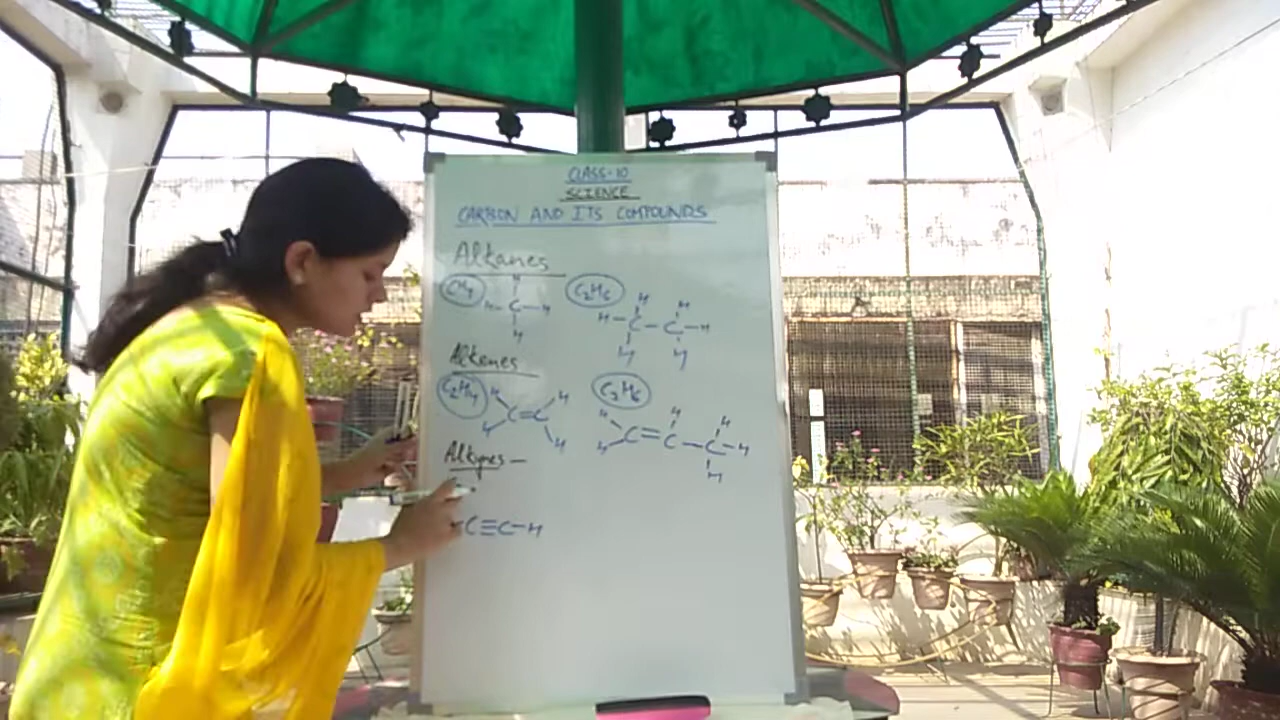 CLASS-10
SCIENCE
CARBON AND ITS COMPOUNDS
Alkanes
CH4 C2H6
H
H-C-H
H
H H
H-C-C-H
H H
Alkenes
C2H4 C3H6
H H
C=C
H H
H H H
C=C-C-H
H H
Alkynes-
C≡C-H